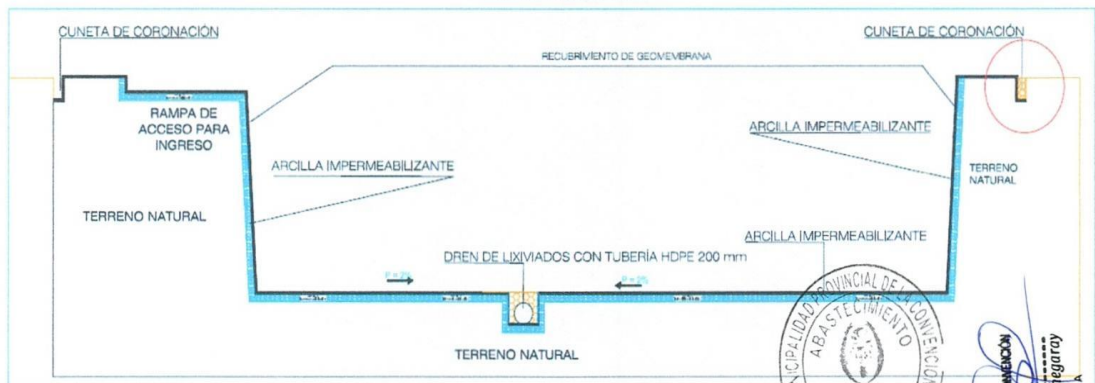 CUNETA DE CORONACIÓN
CUNETA DE CORONACIÓN
RECUBRIMIENTO DE GEOMEMBRANA
RAMPA DE
ACCESO PARA
INGRESO
ARCILLA IMPERMEABILIZANTE
ARCILLA IMPERMEABILIZANTE
TERRENO
NATURAL
TERRENO NATURAL
ARCILLA IMPERMEABILIZANTE
DREN DE LIXIVIADOS CON TUBERÍA HDPE 200 mm
TERRENO NATURAL
PROVINCIAL DE LA CONVENCIÓN
ABASTECIMIENTO